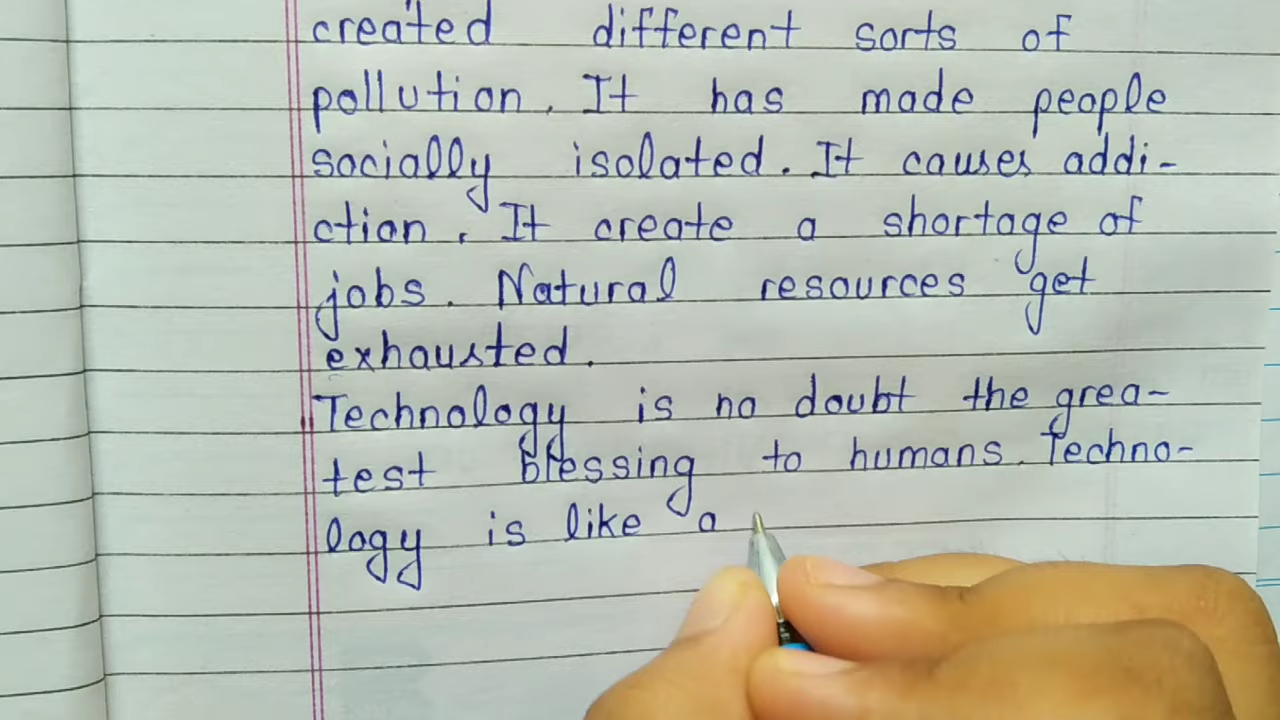 created different sorts of
pollution. It has made people
socially isolated. It causes addi-
ction. It create a shortage of
jobs. Natural resources get
exhausted.
Technology is no doubt the grea-
test blessing to humans. Techno-
logy is like a